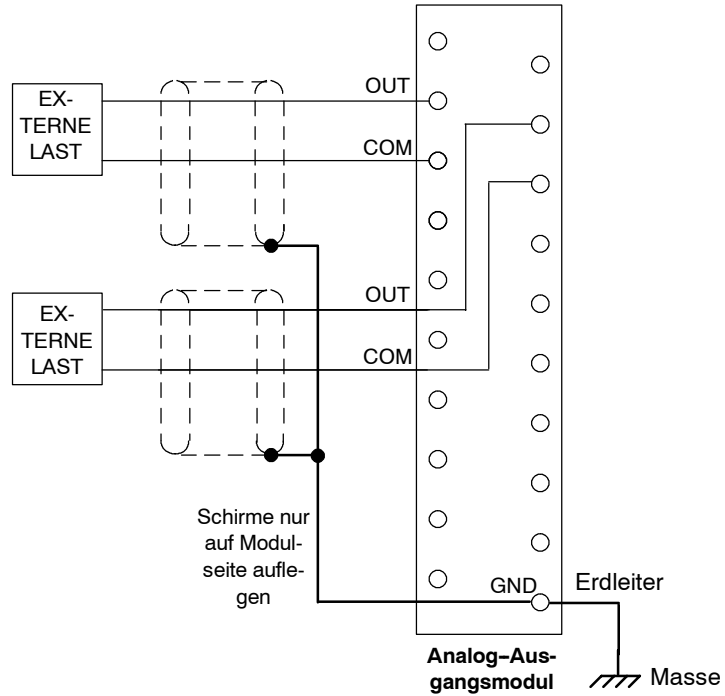 OUT
EX-
TERNE
LAST
COM
OUT
EX-
TERNE
LAST
COM
Schirme nur
auf Modul-
seite aufle-
gen
GND
Erdleiter
Analog-Aus-
gangsmodul
Masse